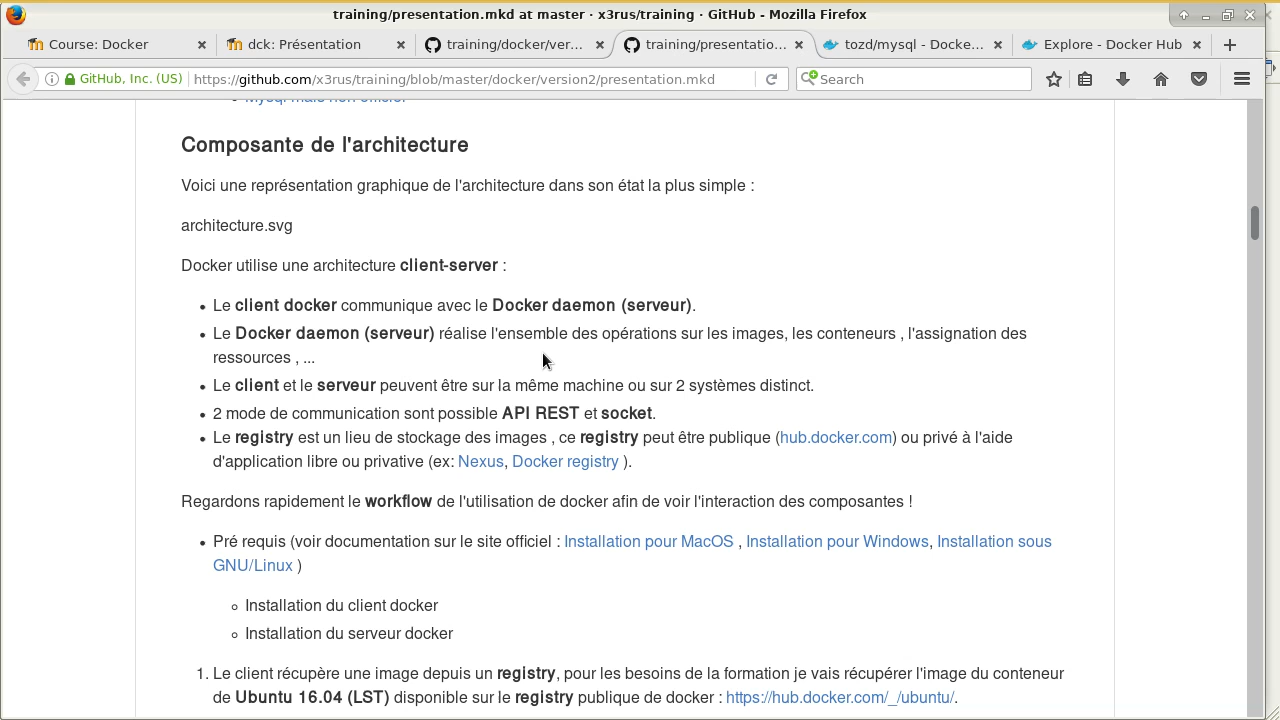 training/presentation.mkd at master · x3rus/training · GitHub - Mozilla Firefox
Course: Docker
dck: Présentation
training/docker/ver...
training/presentatio...
tozd/mysql - Docke...
Explore - Docker Hub
GitHub, Inc. (US)
https://github.com/x3rus/training/blob/master/docker/version2/presentation.mkd
Search
Mysql mais non officiel
Composante de l'architecture
Voici une représentation graphique de l'architecture dans son état la plus simple :
architecture.svg
Docker utilise une architecture client-server :
• Le client docker communique avec le Docker daemon (serveur).
• Le Docker daemon (serveur) réalise l'ensemble des opérations sur les images, les conteneurs , l'assignation des
ressources , ...
• Le client et le serveur peuvent être sur la même machine ou sur 2 systèmes distinct.
• 2 mode de communication sont possible API REST et socket.
• Le registry est un lieu de stockage des images , ce registry peut être publique (hub.docker.com) ou privé à l'aide
d'application libre ou privative (ex: Nexus, Docker registry ).
Regardons rapidement le workflow de l'utilisation de docker afin de voir l'interaction des composantes !
• Pré requis (voir documentation sur le site officiel : Installation pour MacOS , Installation pour Windows, Installation sous
GNU/Linux )
◦ Installation du client docker
◦ Installation du serveur docker
1. Le client récupère une image depuis un registry, pour les besoins de la formation je vais récupérer l'image du conteneur
de Ubuntu 16.04 (LST) disponible sur le registry publique de docker : https://hub.docker.com/_/ubuntu/.